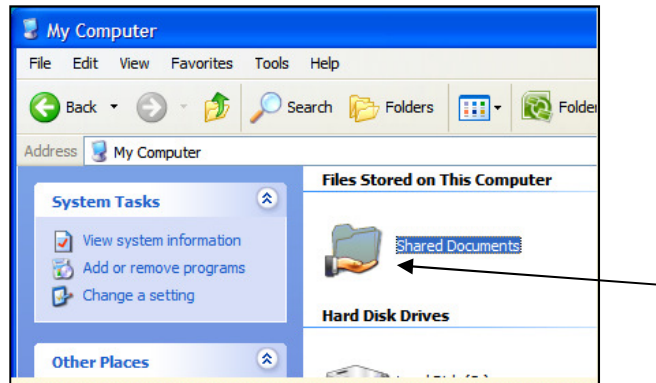 My Computer
File Edit View Favorites Tools Help
Back Search Folders Folder
Address My Computer
System Tasks
View system information
Add or remove programs
Change a setting
Other Places
Files Stored on This Computer
Shared Documents
Hard Disk Drives